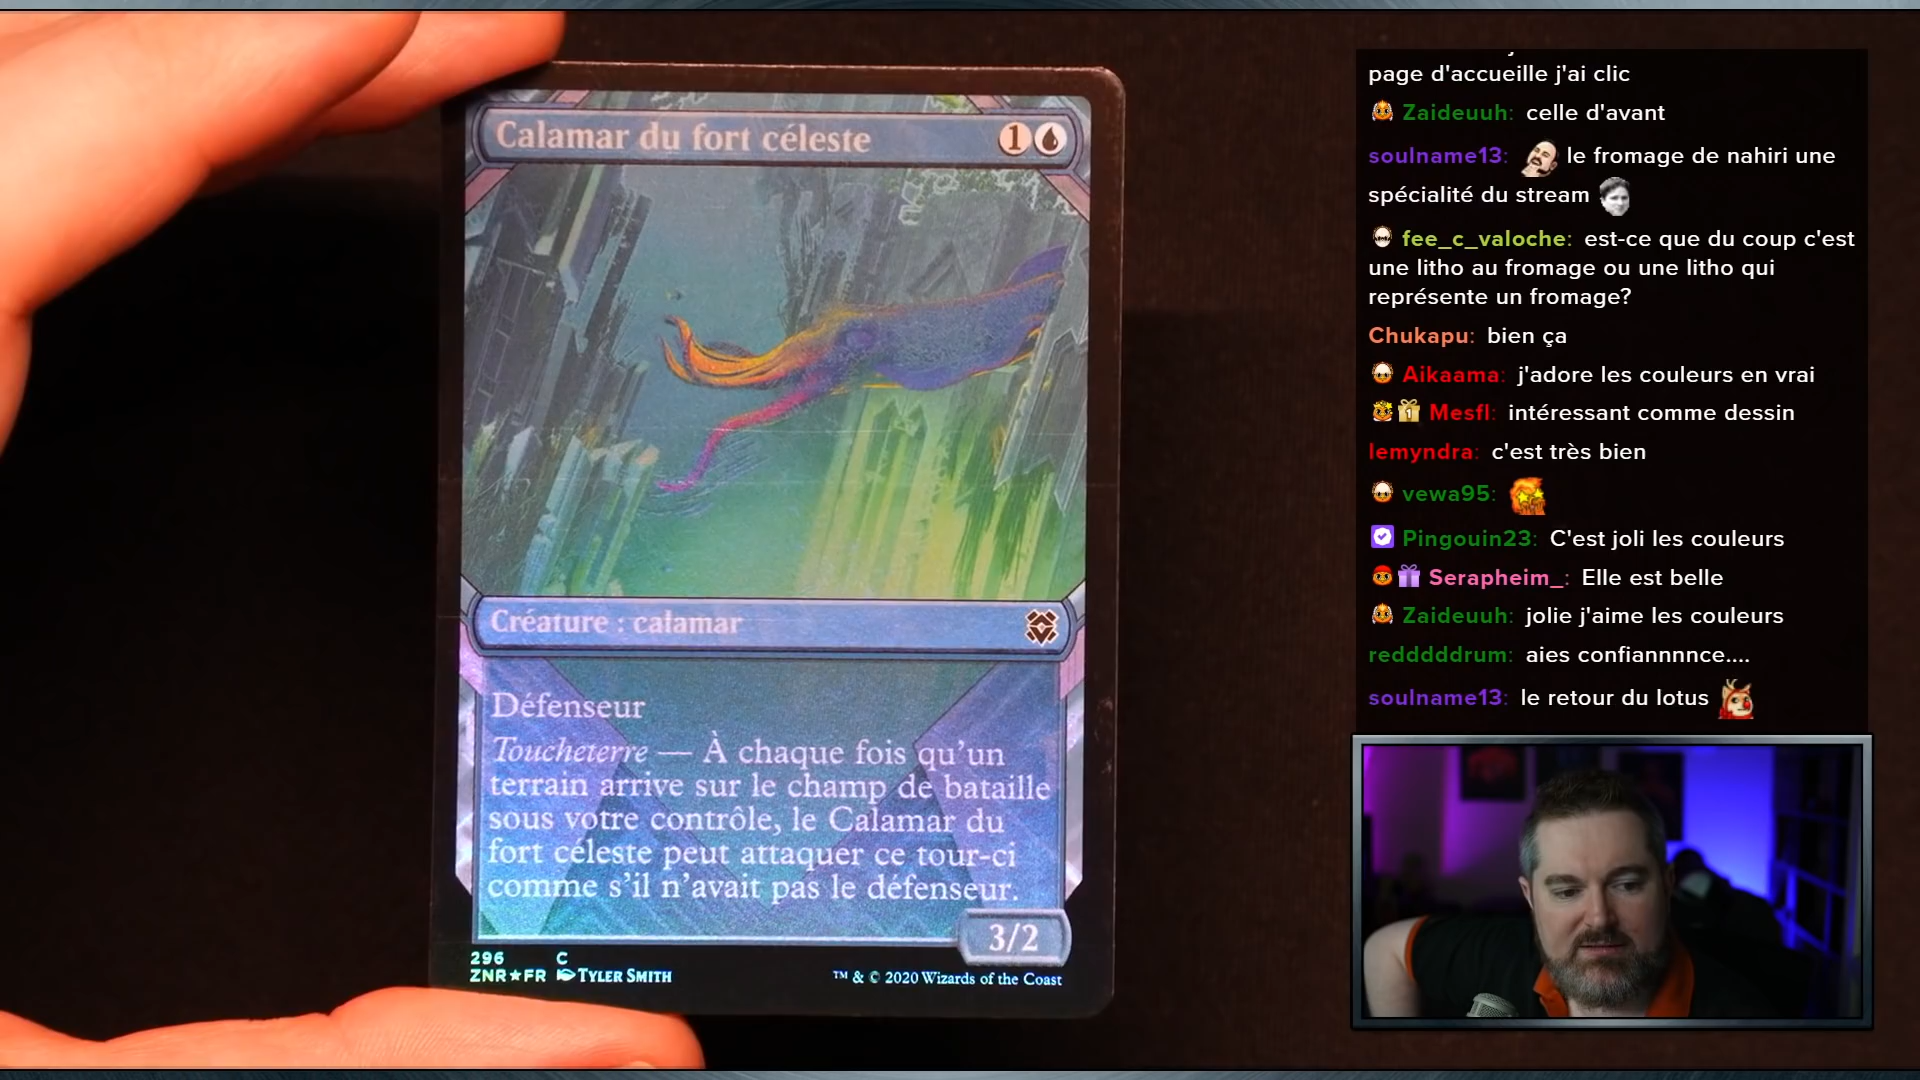 Calamar du fort céleste
1
Créature : calamar
Défenseur
Toucheterre — À chaque fois qu'un
terrain arrive sur le champ de bataille
sous votre contrôle, le Calamar du
fort céleste peut attaquer ce tour-ci
comme s'il n'avait pas le défenseur.
3/2
296 C
ZNR★FR TYLER SMITH
™ & © 2020 Wizards of the Coast
page d'accueille j'ai clic
Zaideuuh: celle d'avant
soulname13: le fromage de nahiri une
spécialité du stream
fee_c_valoche: est-ce que du coup c'est
une litho au fromage ou une litho qui
représente un fromage?
Chukapu: bien ça
Aikaama: j'adore les couleurs en vrai
1 Mesfl: intéressant comme dessin
lemyndra: c'est très bien
vewa95:
Pingouin23: C'est joli les couleurs
Serapheim_: Elle est belle
Zaideuuh: jolie j'aime les couleurs
redddddrum: aies confiannnnce....
soulname13: le retour du lotus